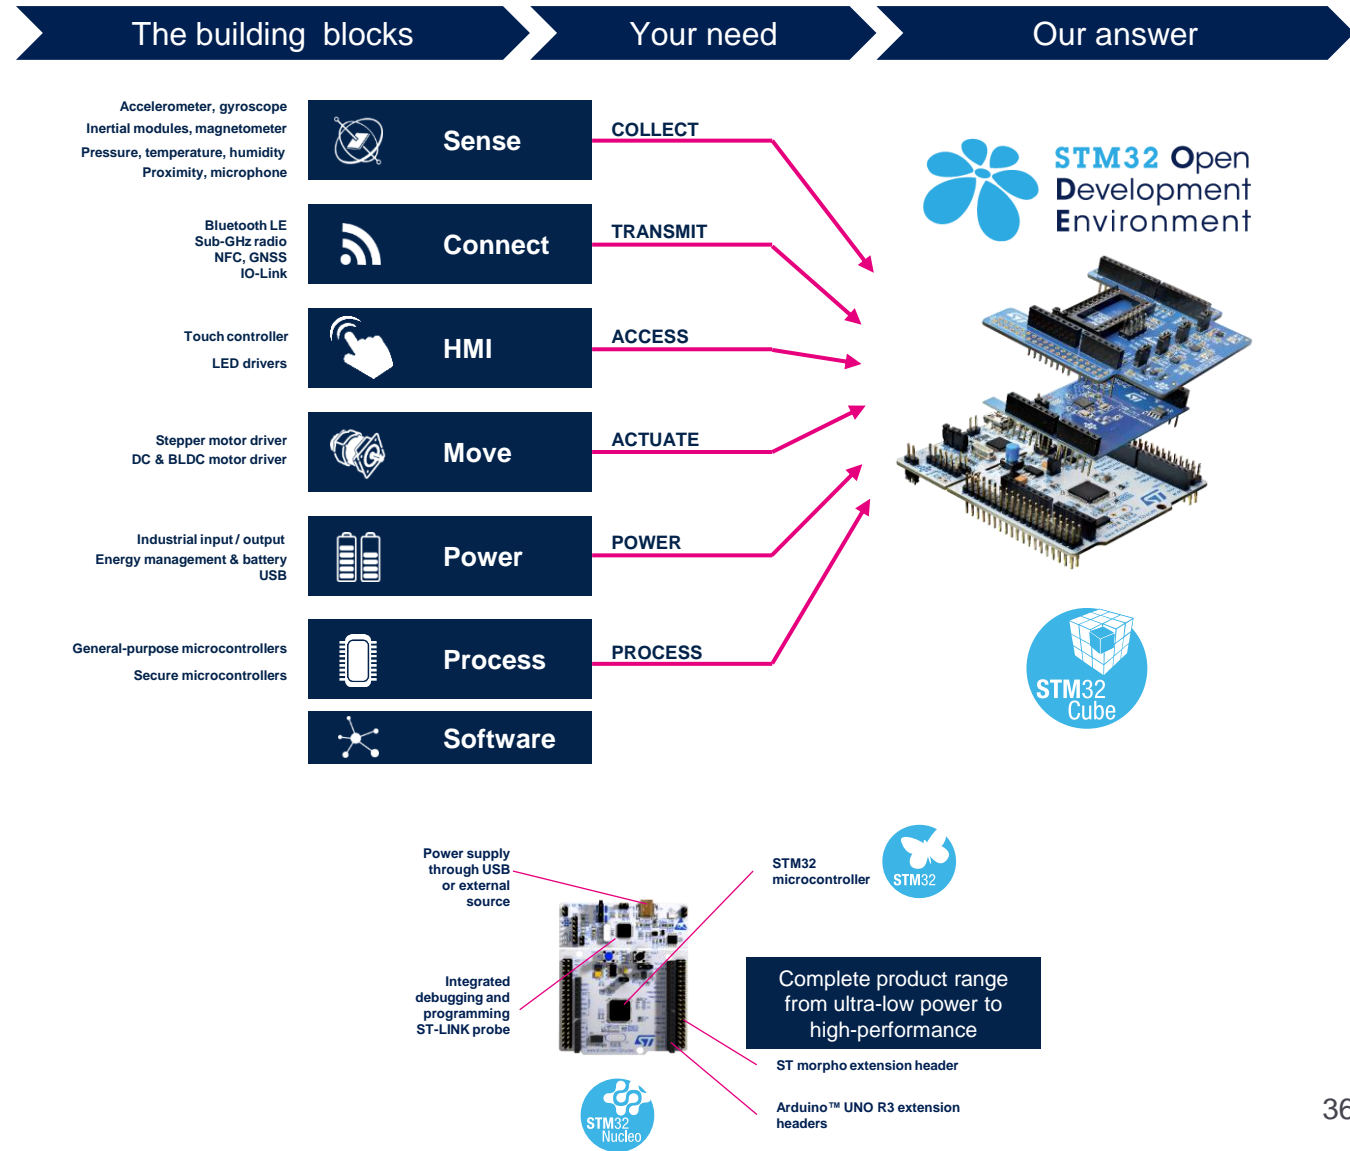 The building blocks
Your need
Our answer
Accelerometer, gyroscope
Inertial modules, magnetometer
Pressure, temperature, humidity
Proximity, microphone
Sense
COLLECT
STM32 Open
Development
Environment
Bluetooth LE
Sub-GHz radio
NFC, GNSS
IO-Link
Connect
TRANSMIT
Touch controller
LED drivers
HMI
ACCESS
Stepper motor driver
DC & BLDC motor driver
Move
ACTUATE
Industrial input / output
Energy management & battery
USB
Power
POWER
General-purpose microcontrollers
Secure microcontrollers
Process
PROCESS
STM32
Cube
Software
Power supply
through USB
or external
source
STM32
microcontroller
STM32
Integrated
debugging and
programming
ST-LINK probe
Complete product range
from ultra-low power to
high-performance
ST morpho extension header
Arduino™ UNO R3 extension
headers
STM32
Nucleo
36